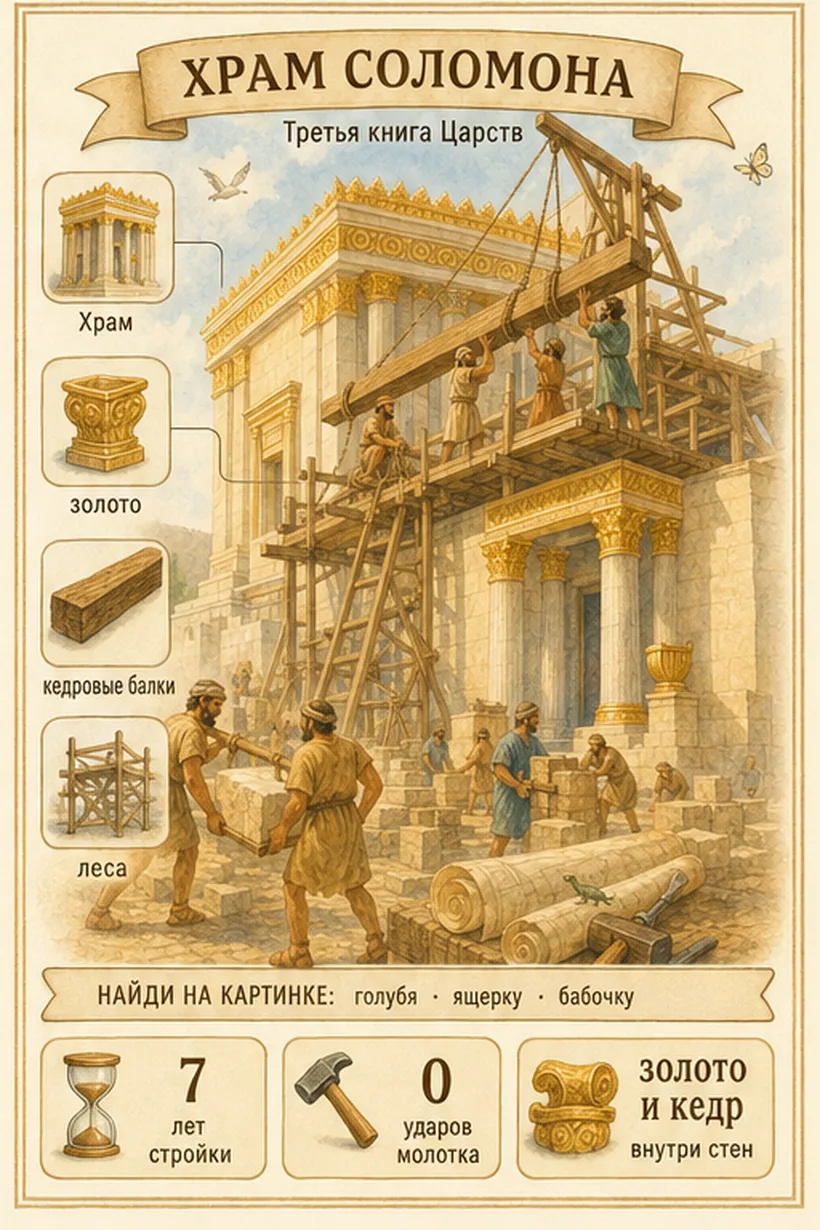 ХРАМ СОЛОМОНА
Третья книга Царств
Храм
золото
кедровые балки
леса
НАЙДИ НА КАРТИНКЕ: голубя · ящерку · бабочку
7
лет
стройки
0
ударов
молотка
золото
и кедр
внутри стен